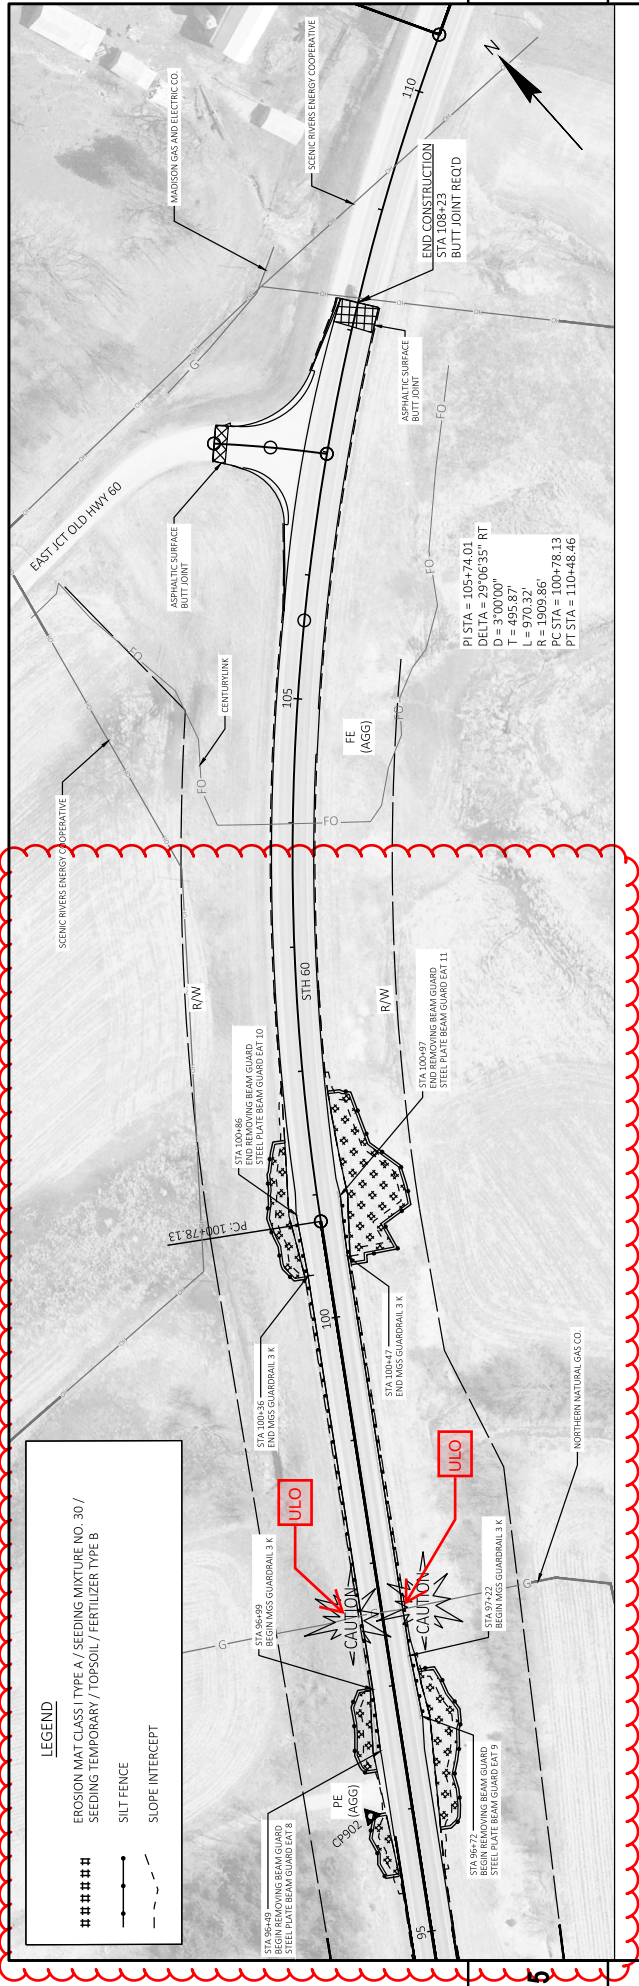 110
N
MADISON GAS AND ELECTRIC CO.
SCENIC RIVERS ENERGY COOPERATIVE
END CONSTRUCTION
STA 108+23
BUTT JOINT REQ'D
G
ASPHALTIC SURFACE
BUTT JOINT
FO
EAST JCT OLD HWY 60
ASPHALTIC SURFACE
BUTT JOINT
FO
PI STA = 105+74.01
DELTA = 29°06'35" RT
D = 3°00'00"
T = 495.87'
L = 970.32'
R = 1909.86'
PC STA = 100+78.13
PT STA = 110+48.46
FO
CENTURYLINK
105
FE
(AGG)
FO
FO
FO
SCENIC RIVERS ENERGY COOPERATIVE
R/W
STH 60
R/W
STA 100+86
END REMOVING BEAM GUARD
STEEL PLATE BEAM GUARD EAT 10
STA 100+97
END REMOVING BEAM GUARD
STEEL PLATE BEAM GUARD EAT 11
PC: 100+78.13
100
STA 100+36
END MGS GUARDRAIL 3 K
STA 100+47
END MGS GUARDRAIL 3 K
NORTHERN NATURAL GAS CO.
LEGEND
EROSION MAT CLASS I TYPE A / SEEDING MIXTURE NO. 30 /
SEEDING TEMPORARY / TOPSOIL / FERTILIZER TYPE B
SILT FENCE
SLOPE INTERCEPT
ULO
ULO
CAUTION
CAUTION
G
G
STA 96+99
BEGIN MGS GUARDRAIL 3 K
STA 97+22
BEGIN MGS GUARDRAIL 3 K
PE
(AGG)
CP902
STA 96+49
BEGIN REMOVING BEAM GUARD
STEEL PLATE BEAM GUARD EAT 8
STA 96+72
BEGIN REMOVING BEAM GUARD
STEEL PLATE BEAM GUARD EAT 9
95
5